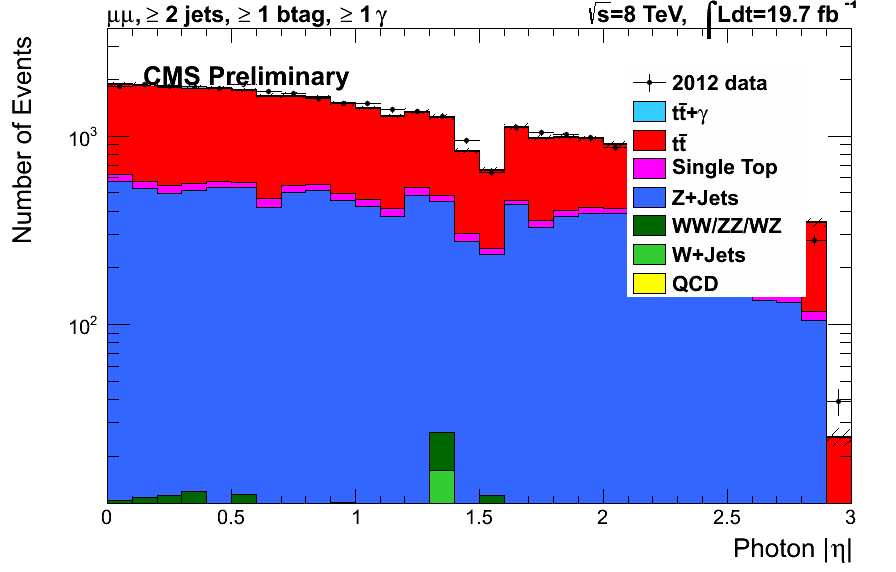 μμ, ≥ 2 jets, ≥ 1 btag, ≥ 1 γ
√s=8 TeV, ∫Ldt=19.7 fb⁻¹
CMS Preliminary
Number of Events
10³
10²
2012 data
tt̄+γ
tt̄
Single Top
Z+Jets
WW/ZZ/WZ
W+Jets
QCD
0 0.5 1 1.5 2 2.5 3
Photon |η|